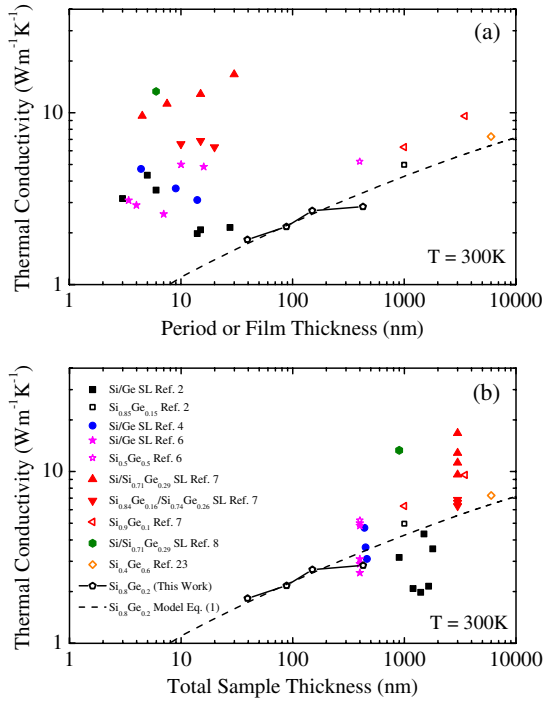 (a)
Thermal Conductivity (Wm⁻¹K⁻¹)
10
1
T = 300K
1 10 100 1000 10000
Period or Film Thickness (nm)
(b)
Thermal Conductivity (Wm⁻¹K⁻¹)
100
10
1
Si/Ge SL Ref. 2
Si₀.₈₅Ge₀.₁₅ Ref. 2
Si/Ge SL Ref. 4
Si/Ge SL Ref. 6
Si₀.₅Ge₀.₅ Ref. 6
Si/Si₀.₇₁Ge₀.₂₉ SL Ref. 7
Si₀.₈₄Ge₀.₁₆/Si₀.₇₄Ge₀.₂₆ SL Ref. 7
Si₀.₉Ge₀.₁ Ref. 7
Si/Si₀.₇₁Ge₀.₂₉ SL Ref. 8
Si₀.₄Ge₀.₆ Ref. 23
Si₀.₈Ge₀.₂ (This Work)
Si₀.₈Ge₀.₂ Model Eq. (1)
T = 300K
1 10 100 1000 10000
Total Sample Thickness (nm)